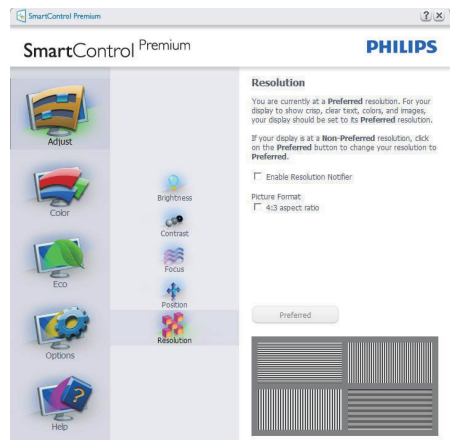 SmartControl Premium
SmartControl Premium
PHILIPS
Adjust
Color
Eco
Options
Help
Brightness
Contrast
Focus
Position
Resolution
Resolution
You are currently at a Preferred resolution. For your
display to show crisp, clear text, colors, and images,
your display should be set to its Preferred resolution.
If your display is at a Non-Preferred resolution, click
on the Preferred button to change your resolution to
Preferred.
Enable Resolution Notifier
Picture Format
4:3 aspect ratio
Preferred